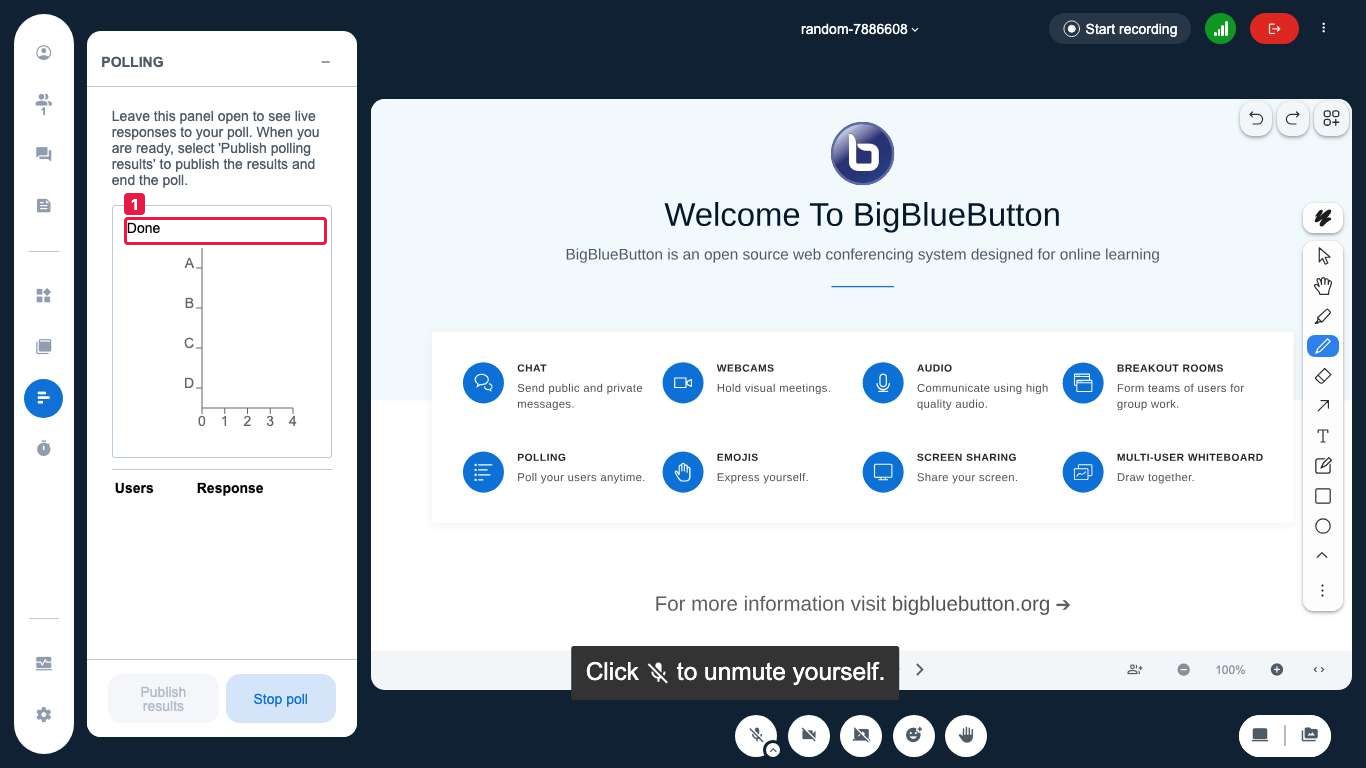 random-7886608
Start recording
1
POLLING
Leave this panel open to see live
responses to your poll. When you
are ready, select 'Publish polling
results' to publish the results and
end the poll.
1
Done
A
B
C
D
0 1 2 3 4
Users Response
Publish
results
Stop poll
Welcome To BigBlueButton
BigBlueButton is an open source web conferencing system designed for online learning
CHAT
Send public and private
messages.
WEBCAMS
Hold visual meetings.
AUDIO
Communicate using high
quality audio.
BREAKOUT ROOMS
Form teams of users for
group work.
POLLING
Poll your users anytime.
EMOJIS
Express yourself.
SCREEN SHARING
Share your screen.
MULTI-USER WHITEBOARD
Draw together.
For more information visit bigbluebutton.org →
Click to unmute yourself.
100%